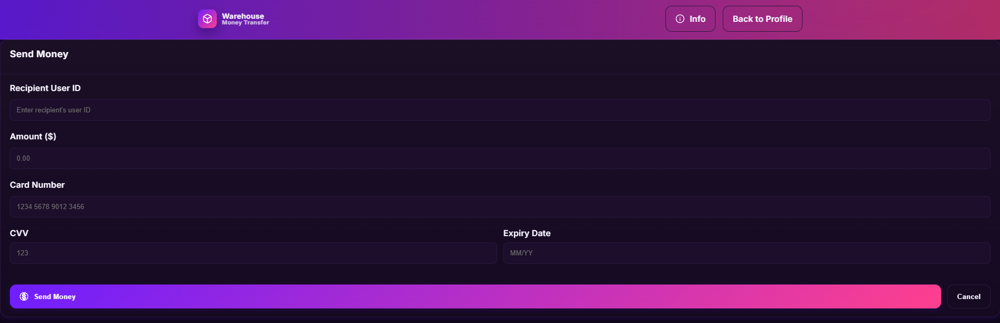 Warehouse
Money Transfer
Info
Back to Profile
Send Money
Recipient User ID
Enter recipient's user ID
Amount ($)
0.00
Card Number
1234 5678 9012 3456
CVV
Expiry Date
123
MM/YY
Send Money
Cancel